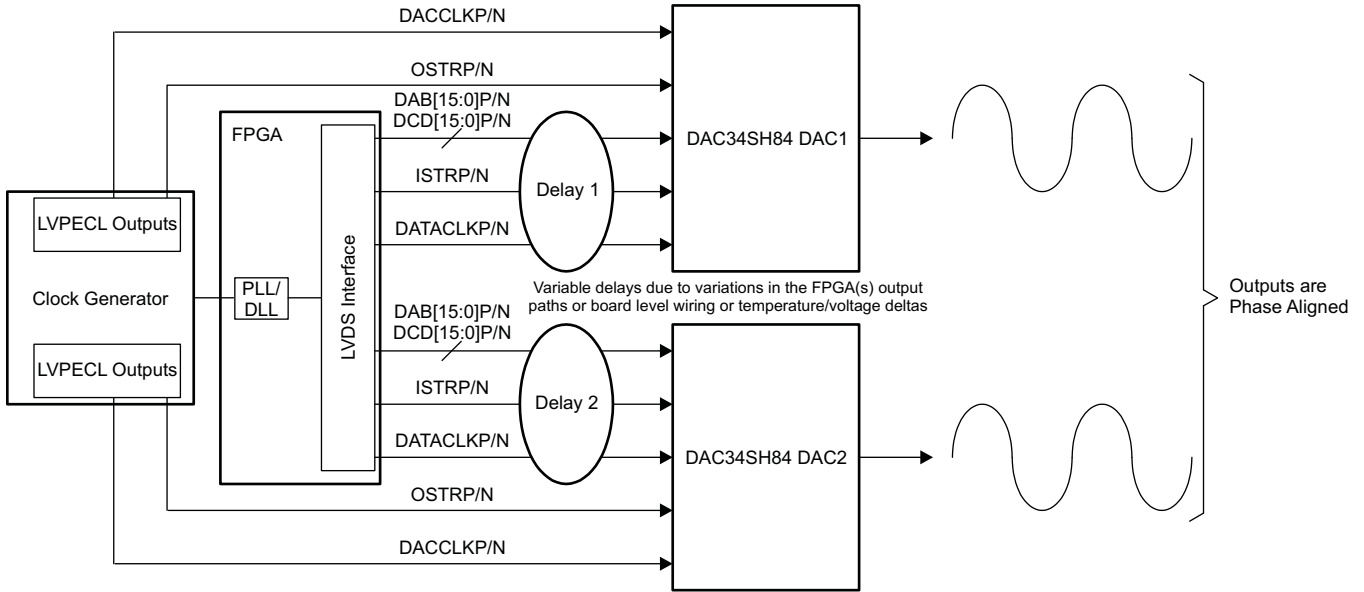 DACCLKP/N
OSTRP/N
DAB[15:0]P/N
DCD[15:0]P/N
FPGA
ISTRP/N
DATACLKP/N
Delay 1
DAC34SH84 DAC1
LVPECL Outputs
Clock Generator
LVPECL Outputs
PLL/
DLL
LVDS Interface
Variable delays due to variations in the FPGA(s) output
paths or board level wiring or temperature/voltage deltas
Outputs are
Phase Aligned
DAB[15:0]P/N
DCD[15:0]P/N
ISTRP/N
DATACLKP/N
Delay 2
DAC34SH84 DAC2
OSTRP/N
DACCLKP/N